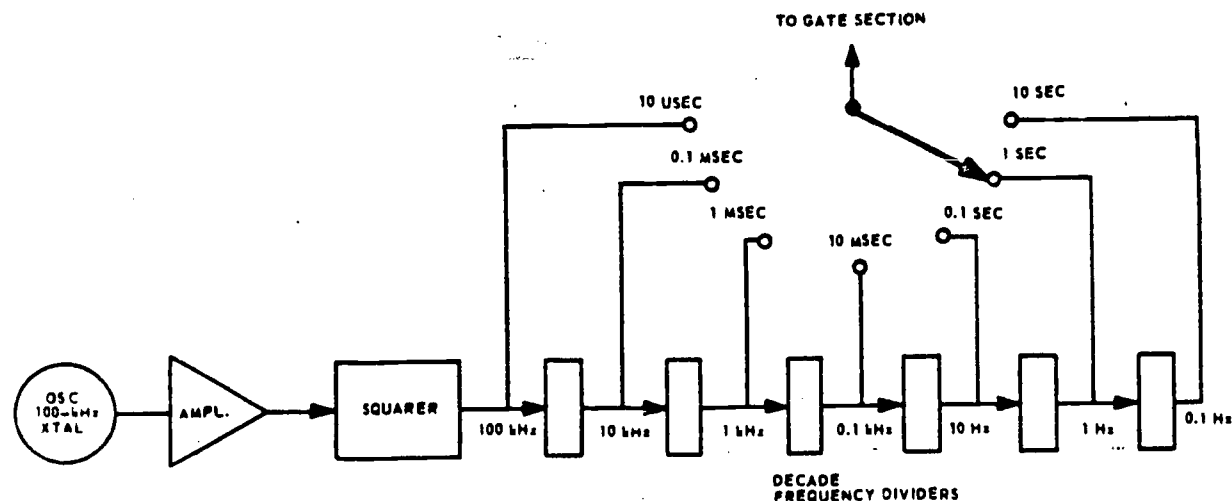 TO GATE SECTION
10 USEC
10 SEC
0.1 MSEC
1 SEC
1 MSEC
0.1 SEC
10 MSEC
OSC
100-kHz
XTAL
AMPL.
SQUARER
100 kHz
10 kHz
1 kHz
0.1 kHz
10 Hz
1 Hz
0.1 Hz
DECADE
FREQUENCY DIVIDERS